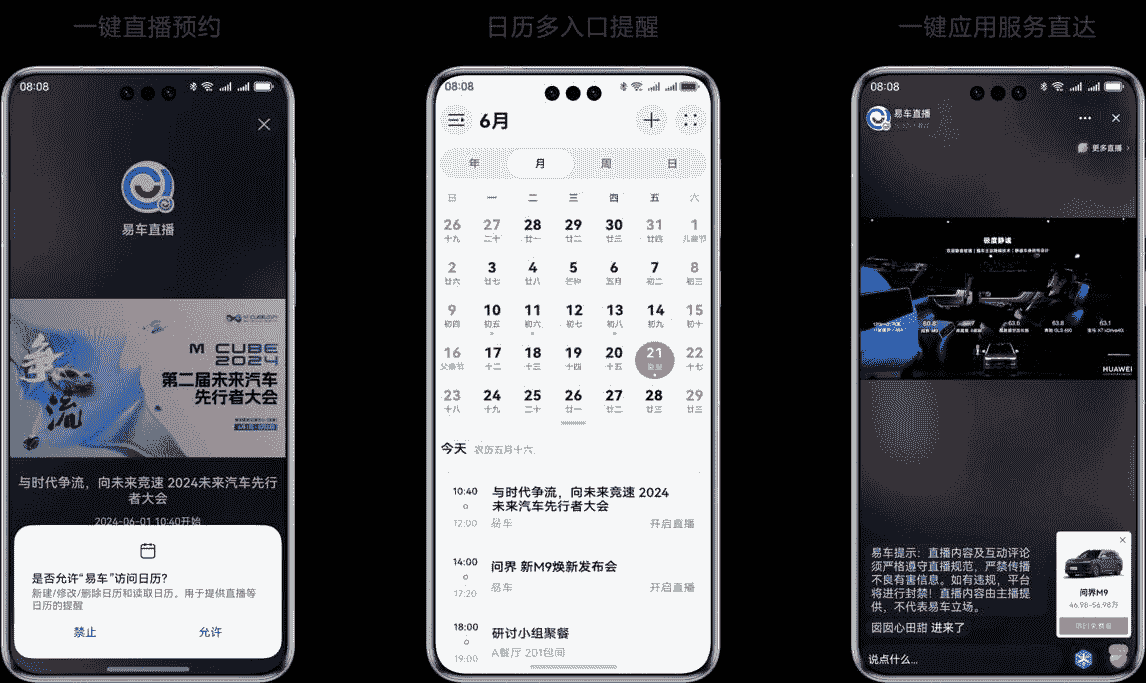 一键直播预约
日历多入口提醒
一键应用服务直达
08:08
易车直播
M CUBE
2024
第二届未来汽车
先行者大会
与时代争流，向未来竞速 2024未来汽车先行
者大会
2024-06-01 10:40开始
是否允许“易车”访问日历?
新建/修改/删除日历和读取日历，用于提供直播等
日历的提醒
禁止
允许
08:08
6月
年 月 周 日
日 一 二 三 四 五 六
26 27 28 29 30 31 1
十九 二十 廿一 廿二 廿三 廿四 儿童节
2 3 4 5 6 7 8
廿六 廿七 廿八 芒种 五月 初二 初三
9 10 11 12 13 14 15
初四 初五 初六 初七 初八 初九 初十
16 17 18 19 20 21 22
父亲节 十二 十三 十四 十五 十七
23 24 25 26 27 28 29
十八 十九 二十 廿一 廿二 廿三
今天 农历五月十六
10:40 与时代争流，向未来竞速 2024
未来汽车先行者大会
12:00 易车 开启直播
14:00 问界 新M9焕新发布会
17:20 易车 开启直播
18:00 研讨小组聚餐
19:00 A餐厅 201包间
08:08
易车直播
更多直播
极度静谧
63.8
63.1
HUAWEI
易车提示：直播内容及互动评论
须严格遵守直播规范，严禁传播
不良有害信息。如有违规，平台
将进行封禁！直播内容由主播提
供，不代表易车立场。
囡囡心田甜 进来了
问界M9
46.98-56.98万
说点什么...